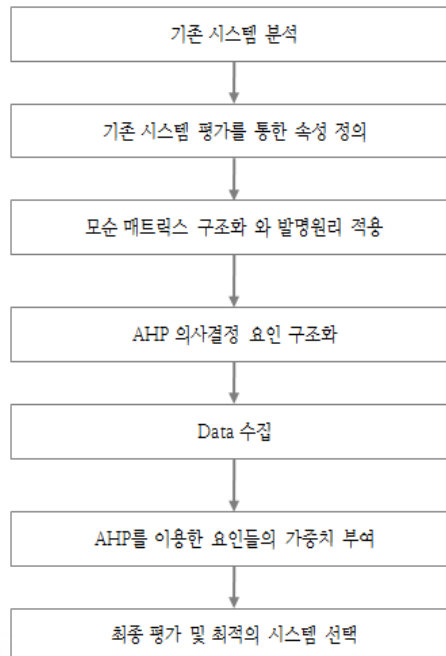 기존 시스템 분석
기존 시스템 평가를 통한 속성 정의
모순 매트릭스 구조화 와 발명원리 적용
AHP 의사결정 요인 구조화
Data 수집
AHP를 이용한 요인들의 가중치 부여
최종 평가 및 최적의 시스템 선택